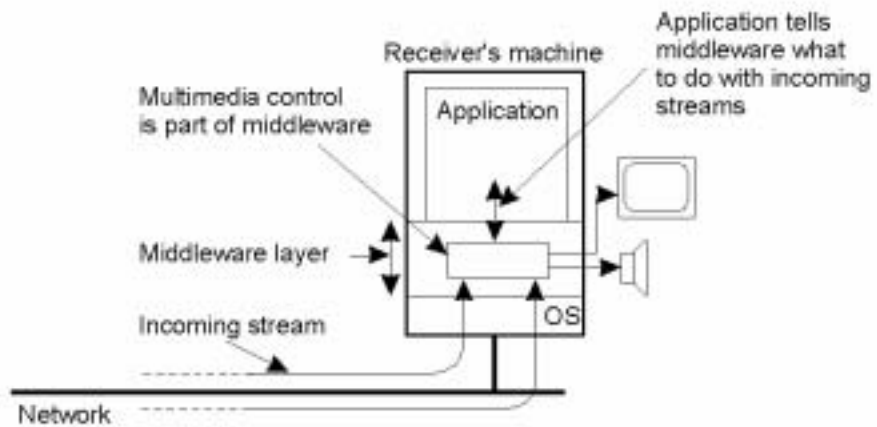 Application tells
middleware what
to do with incoming
streams
Receiver's machine
Multimedia control
is part of middleware
Application
Middleware layer
OS
Incoming stream
Network